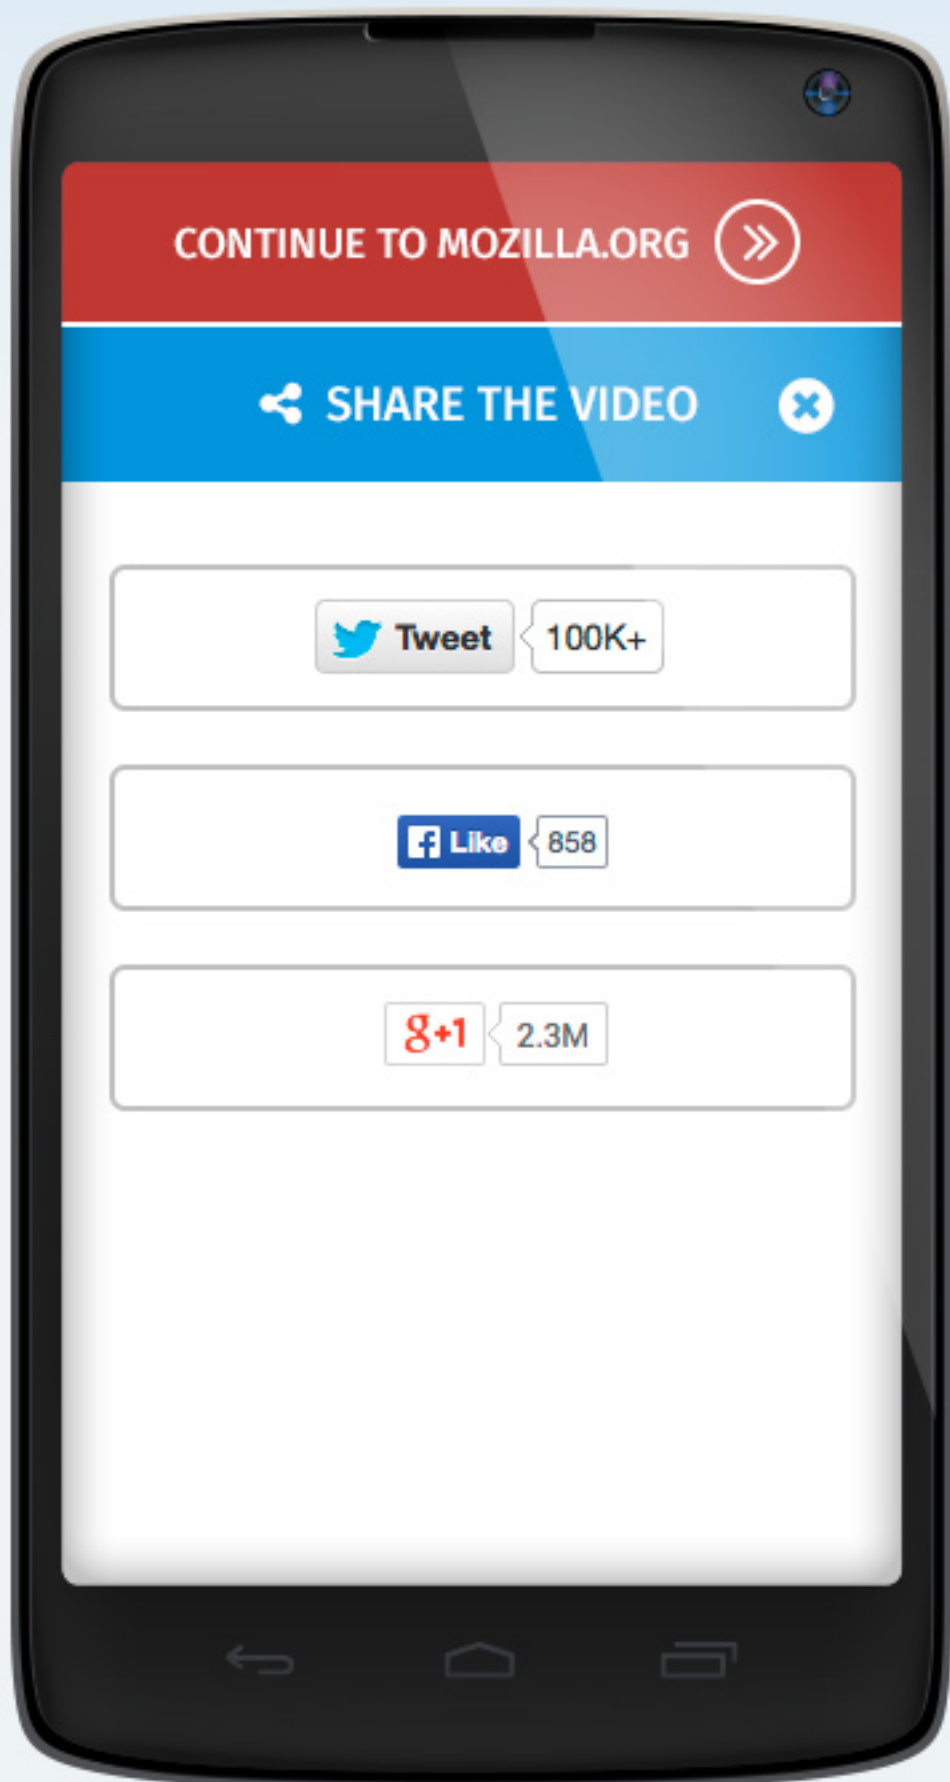 CONTINUE TO MOZILLA.ORG
SHARE THE VIDEO
Tweet 100K+
Like 858
g+1 2.3M